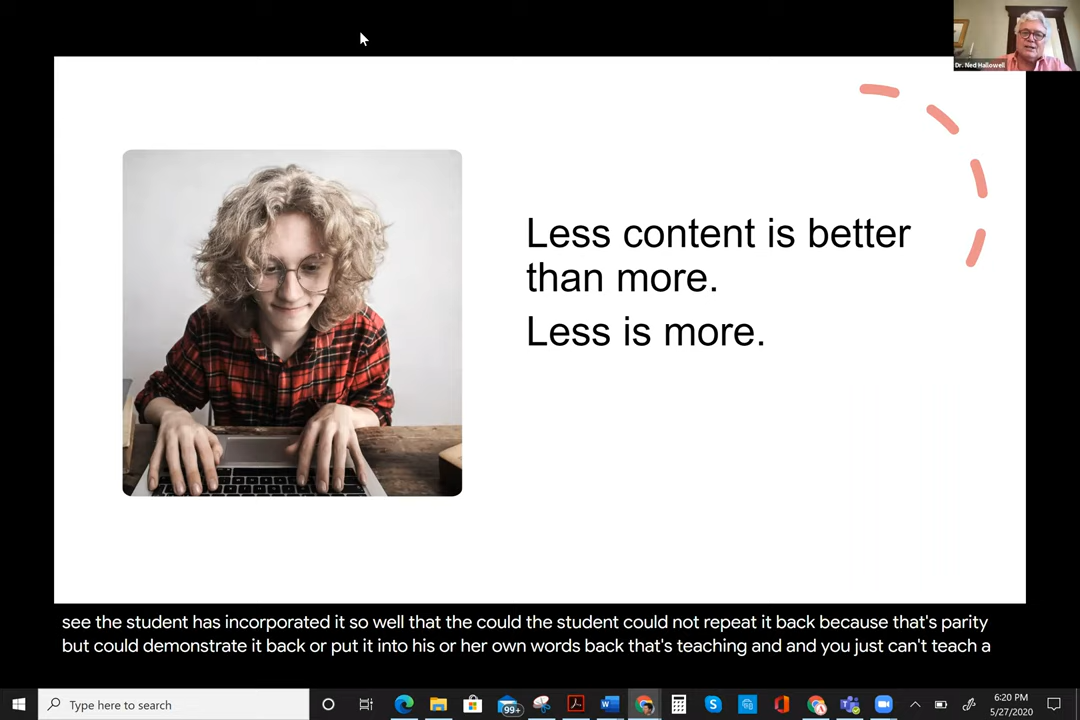 Dr. Ned Hallowell
Less content is better
than more.
Less is more.
see the student has incorporated it so well that the could the student could not repeat it back because that's parity
but could demonstrate it back or put it into his or her own words back that's teaching and and you just can't teach a
Type here to search
99+
6:20 PM
5/27/2020